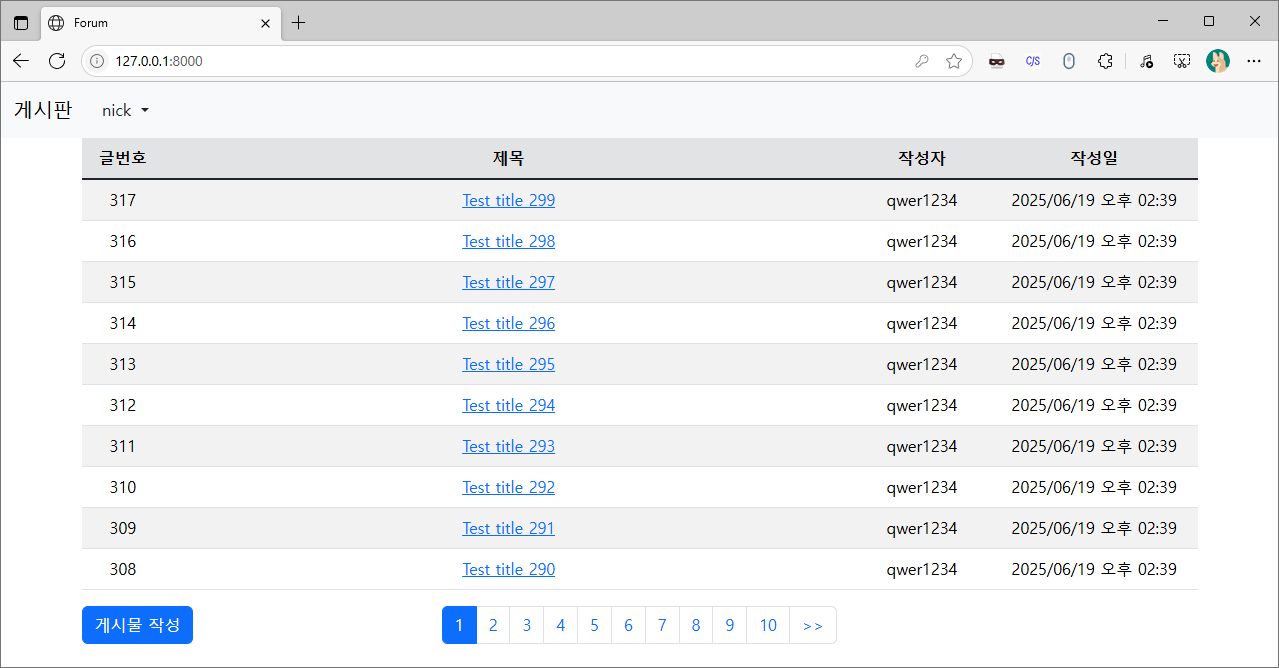 Forum
127.0.0.1:8000
C/S
게시판 nick
글번호 제목 작성자 작성일
317 Test title 299 qwer1234 2025/06/19 오후 02:39
316 Test title 298 qwer1234 2025/06/19 오후 02:39
315 Test title 297 qwer1234 2025/06/19 오후 02:39
314 Test title 296 qwer1234 2025/06/19 오후 02:39
313 Test title 295 qwer1234 2025/06/19 오후 02:39
312 Test title 294 qwer1234 2025/06/19 오후 02:39
311 Test title 293 qwer1234 2025/06/19 오후 02:39
310 Test title 292 qwer1234 2025/06/19 오후 02:39
309 Test title 291 qwer1234 2025/06/19 오후 02:39
308 Test title 290 qwer1234 2025/06/19 오후 02:39
게시물 작성 1 2 3 4 5 6 7 8 9 10 >>